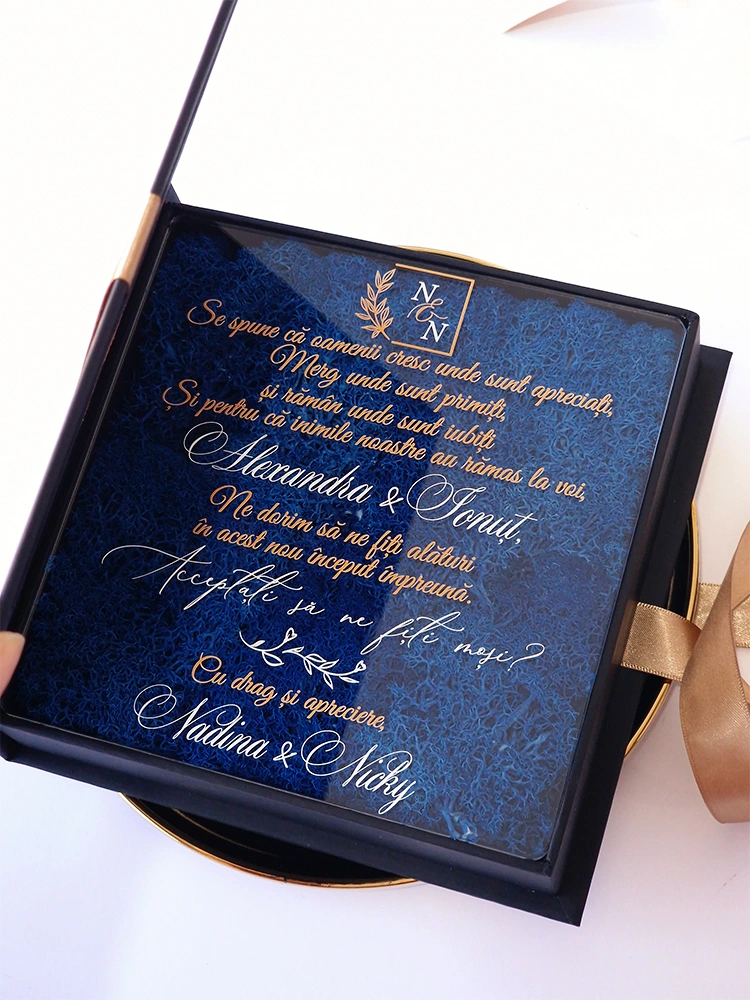 N
&
N
Se spune că oamenii cresc unde sunt apreciați,
Merg unde sunt primiți,
și rămân unde sunt iubiți
Și pentru că inimile noastre au rămas la voi,
Alexandra & Ionuț,
Ne dorim să ne fiți alături
în acest nou început împreună.
Acceptați să ne fiți moși?
Cu drag și apreciere,
Nadina & Nicky